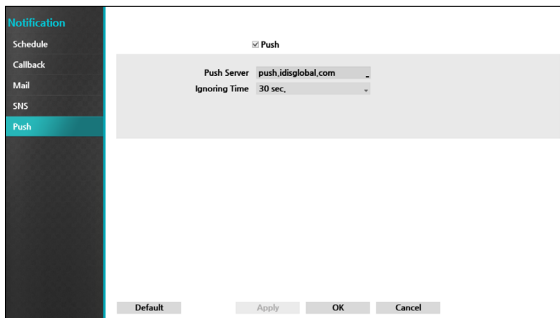 Notification
Schedule
Callback
Mail
SNS
Push
Push
Push Server push,idisglobal,com
Ignoring Time 30 sec,
Default Apply OK Cancel